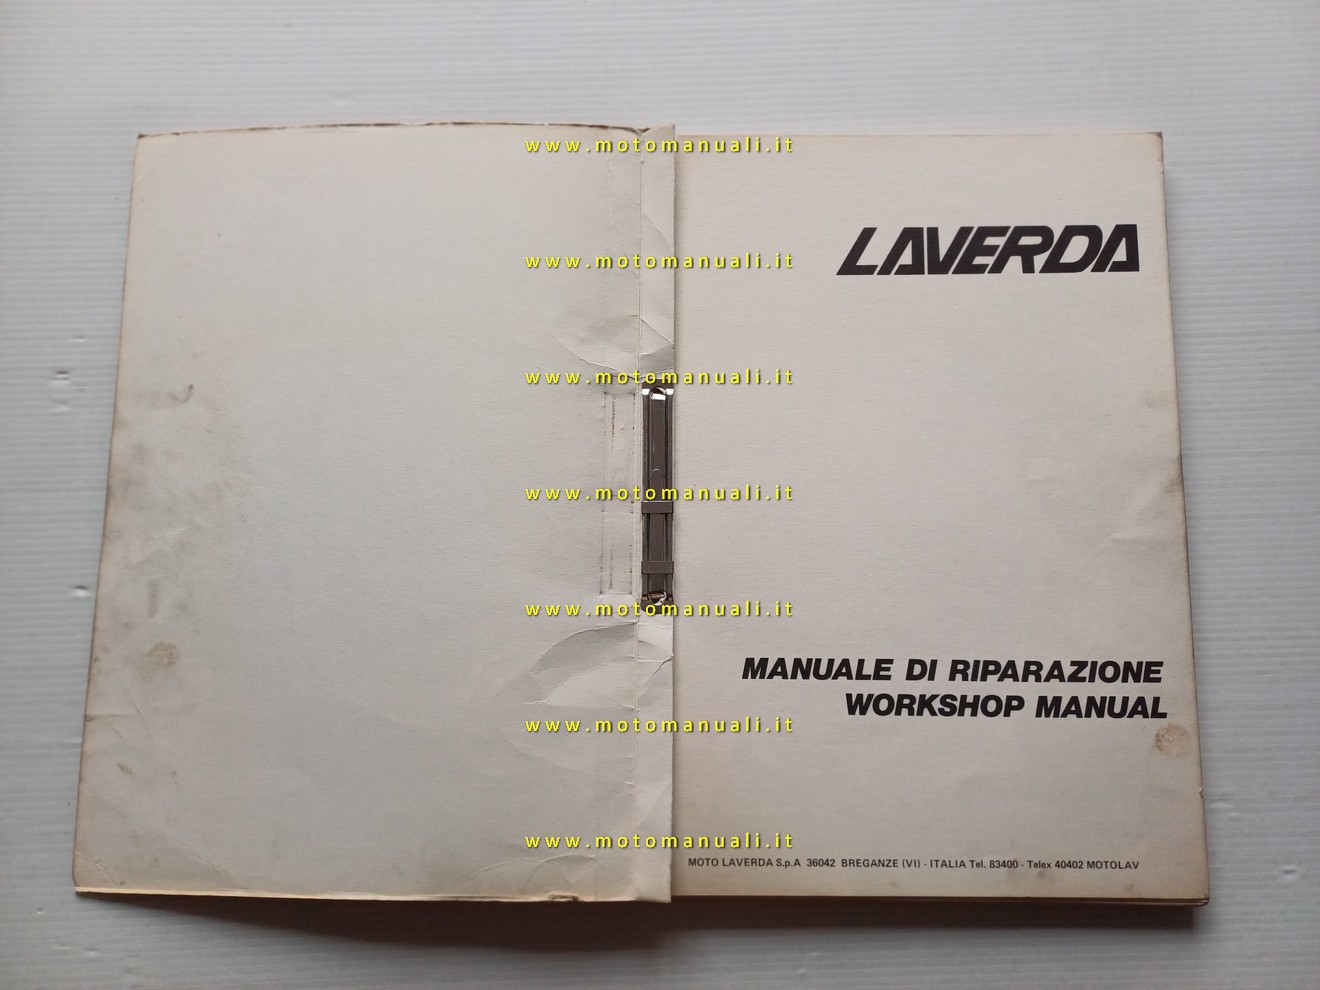 www.motomanuali.it
LAVERDA
www.motomanuali.it
www.motomanuali.it
www.motomanuali.it
www.motomanuali.it
MANUALE DI RIPARAZIONE
WORKSHOP MANUAL
www.motomanuali.it
www.motomanuali.it
MOTO LAVERDA S.p.A 36042 BREGANZE (VI) - ITALIA Tel. 83400 - Telex 40402 MOTOLAV